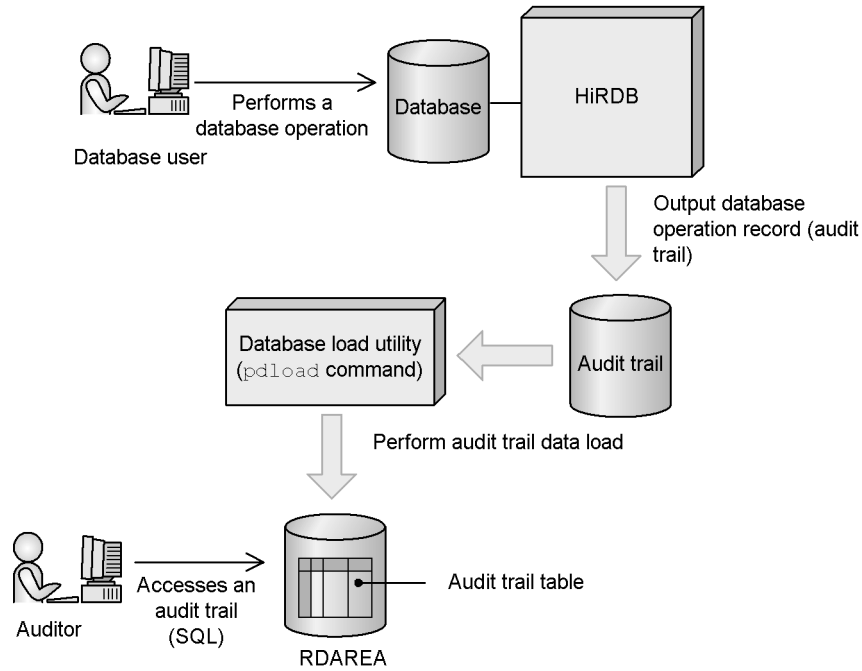 Performs a
database operation
Database user
Database
HiRDB
Output database
operation record (audit
trail)
Database load utility
(pdload command)
Audit trail
Perform audit trail data load
Accesses an
audit trail
(SQL)
Auditor
Audit trail table
RDAREA